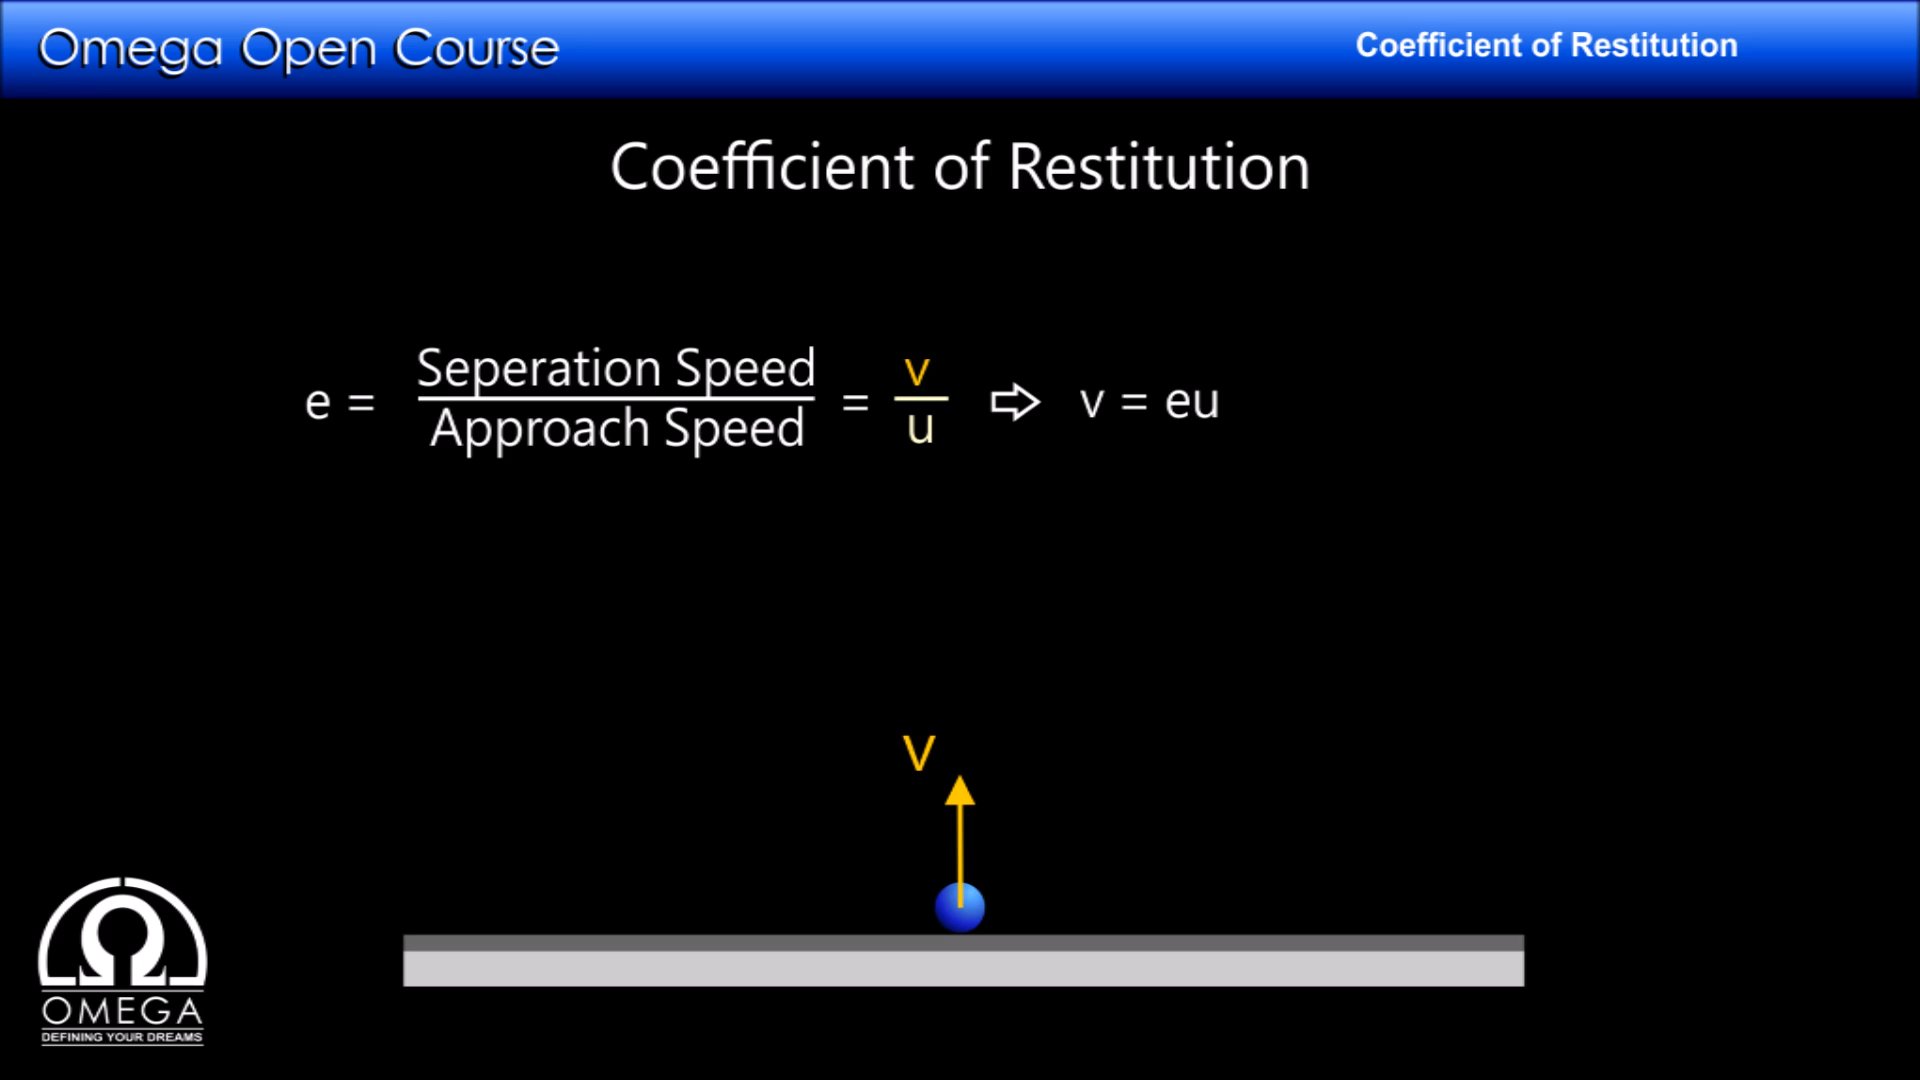 Omega Open Course
Coefficient of Restitution
Coefficient of Restitution
e = Seperation Speed / Approach Speed = v / u ⇨ v = eu
v
OMEGA
DEFINING YOUR DREAMS